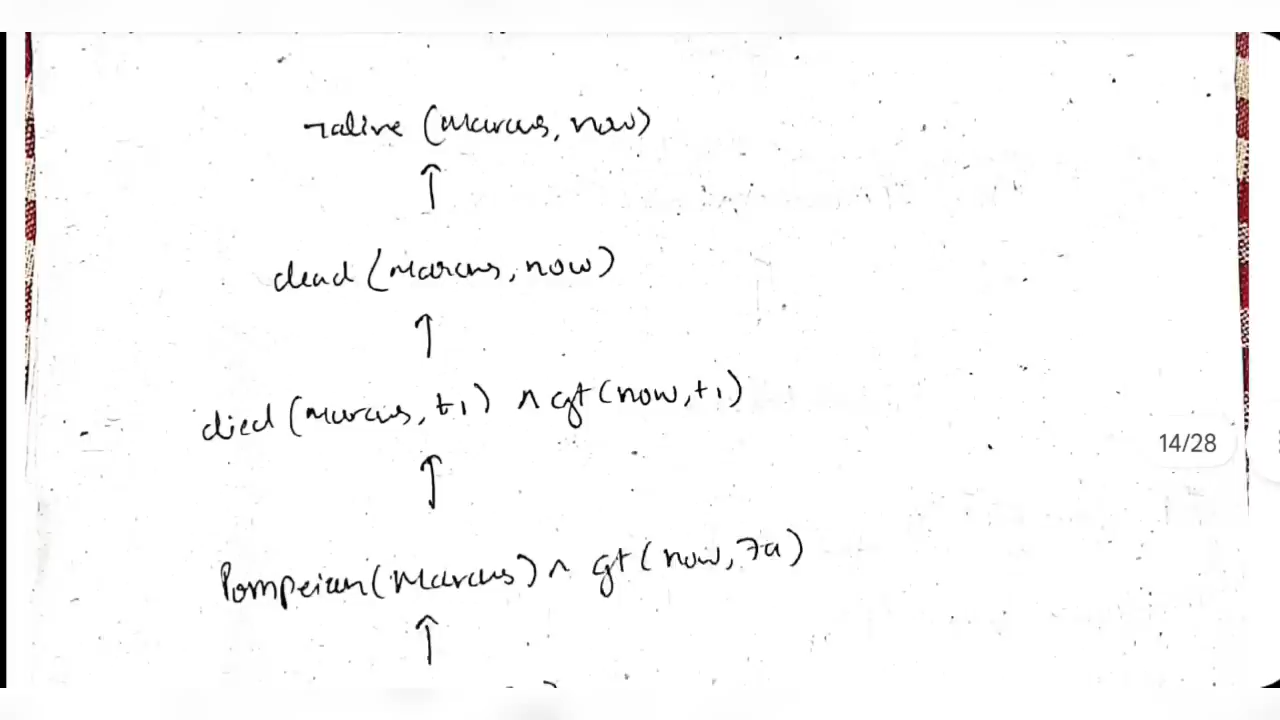 ¬alive (Marcus, now)
↑
dead (Marcus, now)
↑
died (Marcus, t1) ∧ gt (now, t1)
14/28
↑
Pompeian (Marcus) ∧ gt (now, 79)
↑